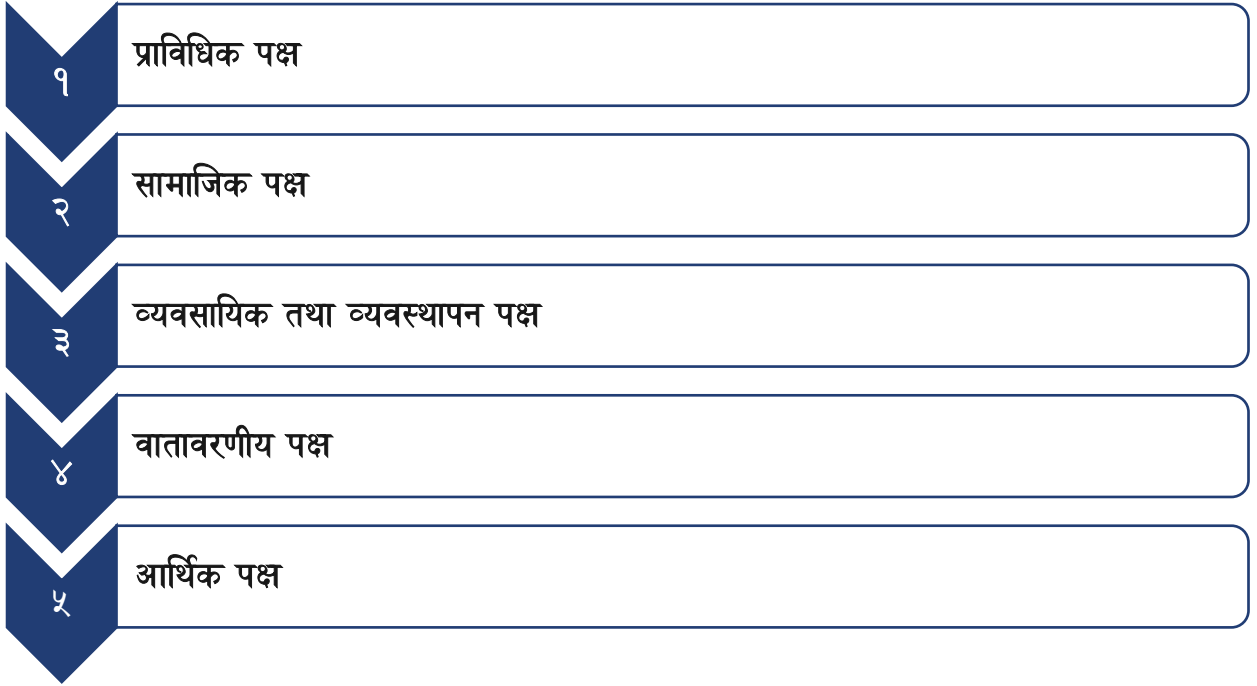 १
प्राविधिक पक्ष
२
सामाजिक पक्ष
३
व्यवसायिक तथा व्यवस्थापन पक्ष
४
वातावरणीय पक्ष
५
आर्थिक पक्ष